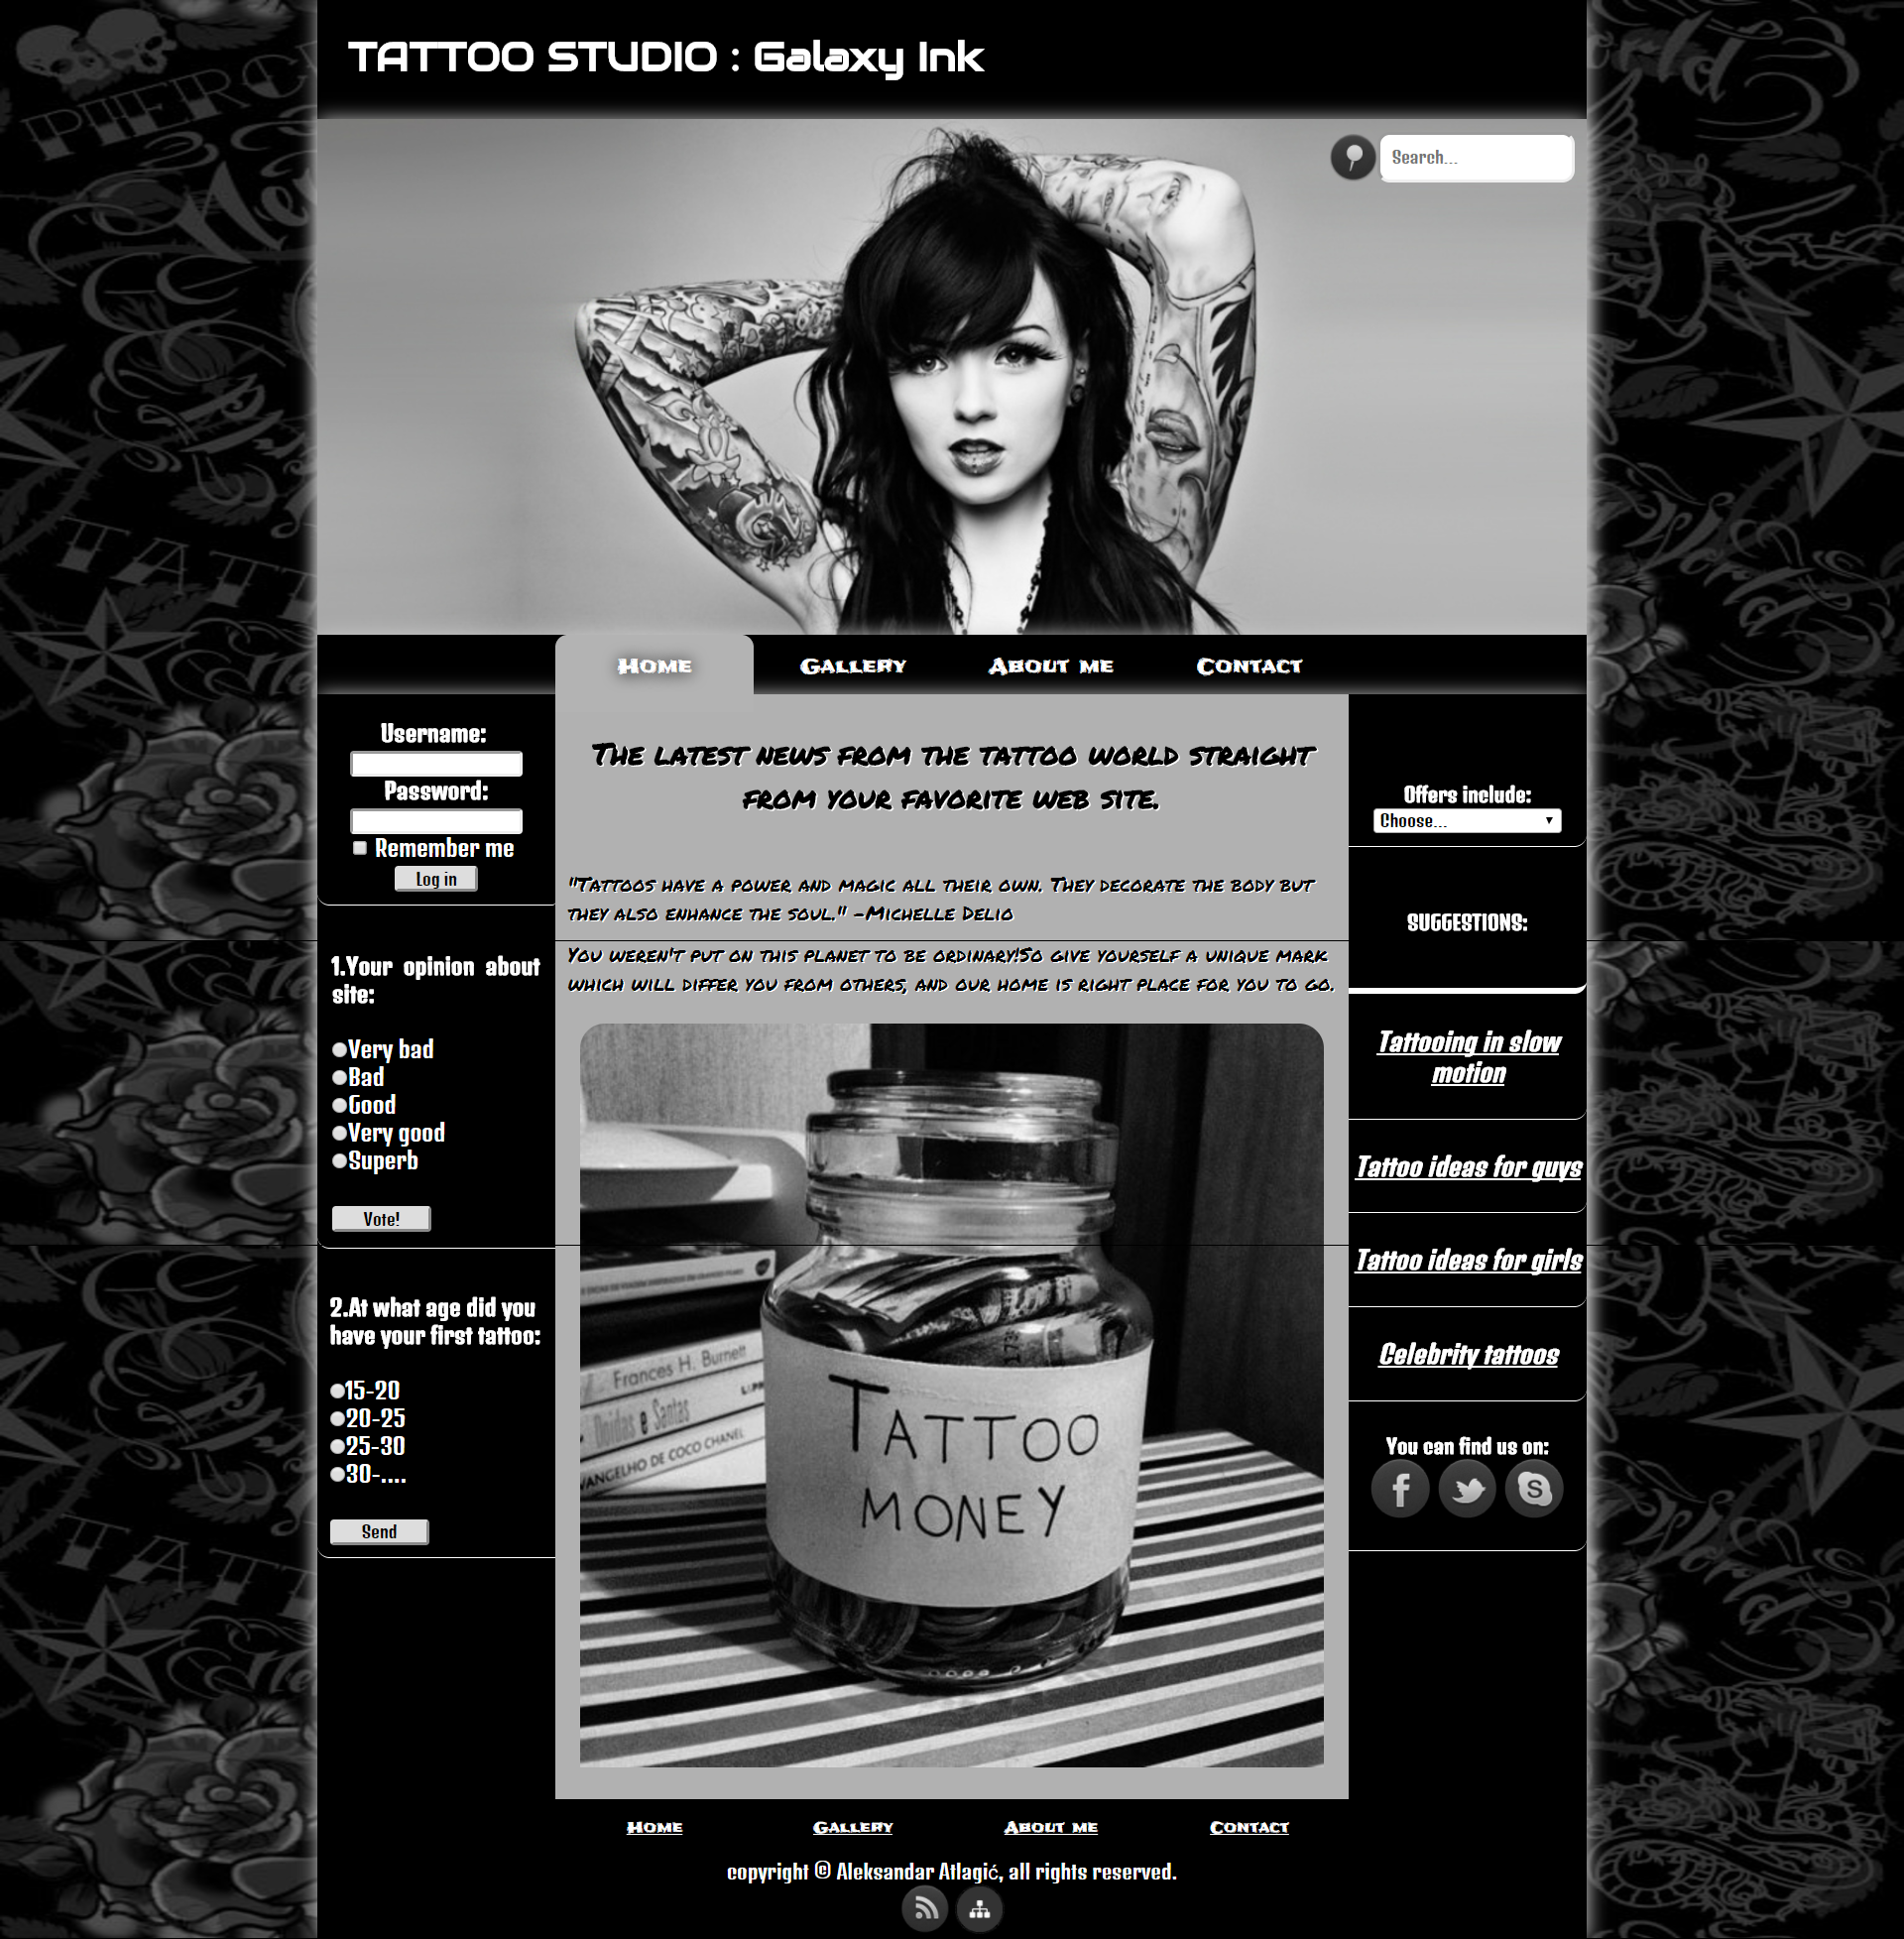 TATTOO STUDIO : Galaxy Ink
Search...
Home
Gallery
About me
Contact
Username:
Password:
Remember me
Log in
1.Your opinion about
site:
Very bad
Bad
Good
Very good
Superb
Vote!
2.At what age did you
have your first tattoo:
15-20
20-25
25-30
30-....
Send
The latest news from the tattoo world straight
from your favorite web site.
"Tattoos have a power and magic all their own. They decorate the body but
they also enhance the soul." -Michelle Delio
You weren't put on this planet to be ordinary!So give yourself a unique mark
which will differ you from others, and our home is right place for you to go.
Frances H. Burnett
Doidas e Santas
VANGELHO DE COCO CHANEL
TATTOO
MONEY
Offers include:
Choose...
SUGGESTIONS:
Tattooing in slow
motion
Tattoo ideas for guys
Tattoo ideas for girls
Celebrity tattoos
You can find us on:
Home
Gallery
About me
Contact
copyright © Aleksandar Atlagić, all rights reserved.